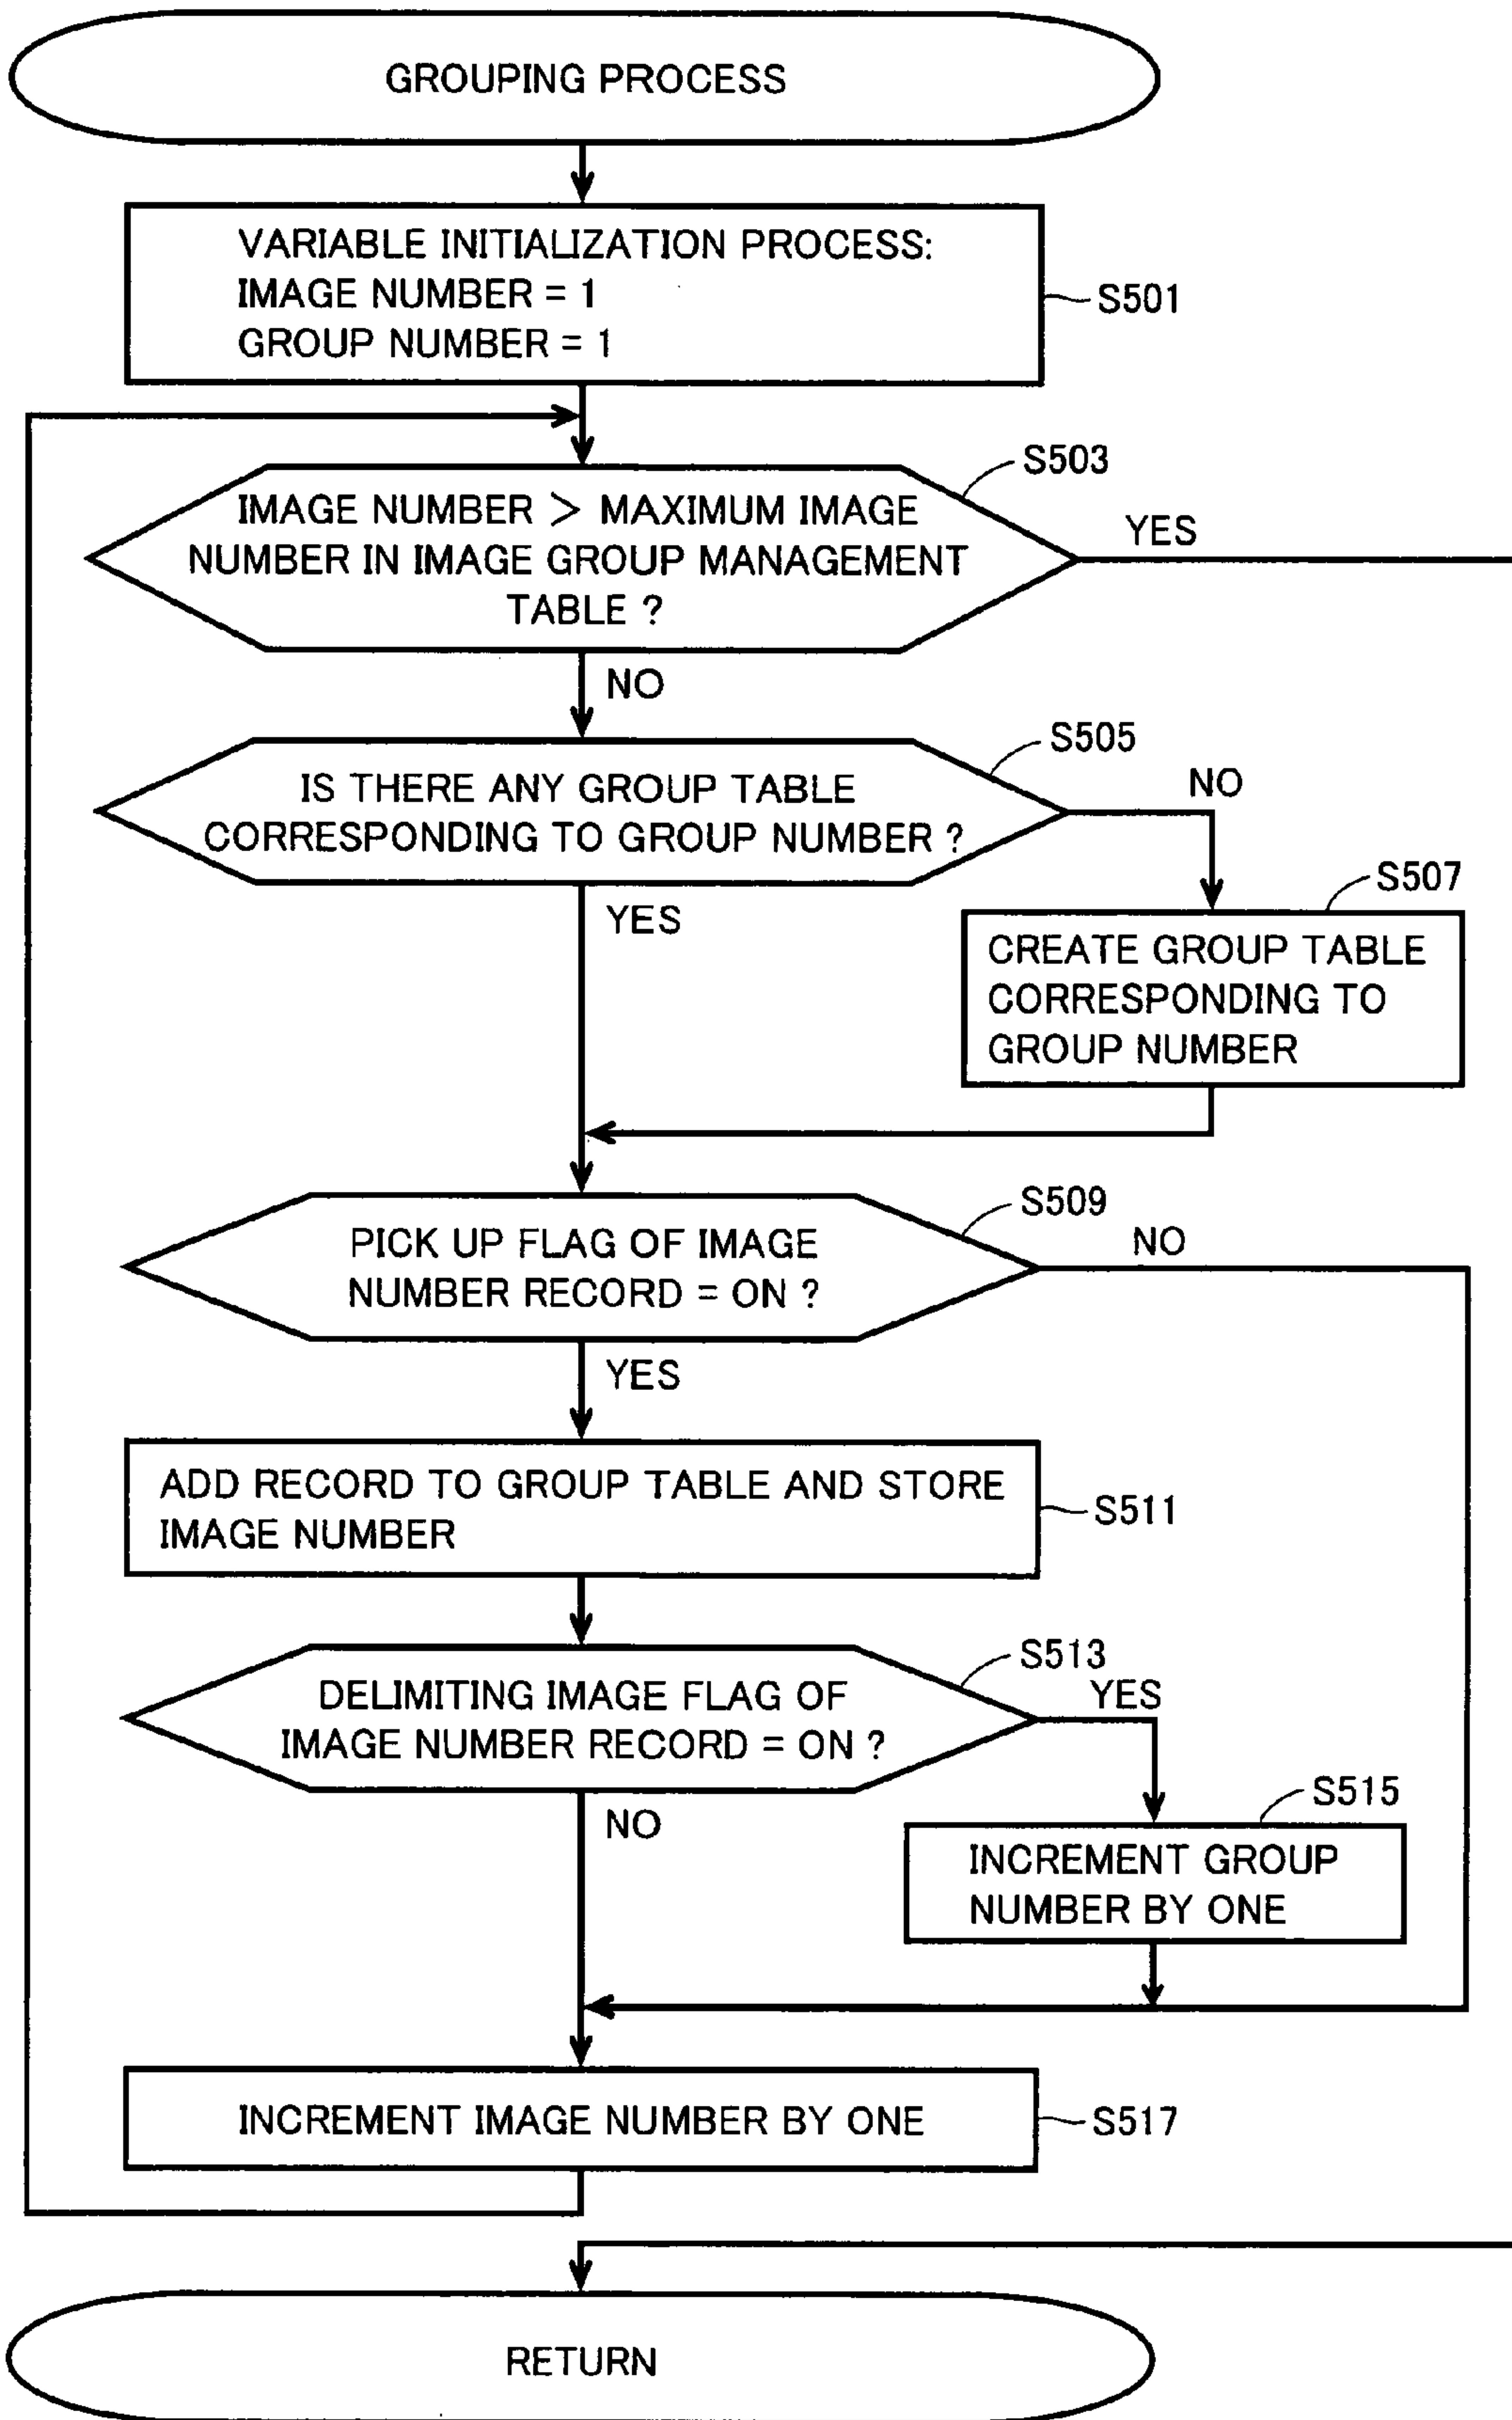 GROUPING PROCESS
VARIABLE INITIALIZATION PROCESS:
IMAGE NUMBER = 1
GROUP NUMBER = 1
S501
S503
IMAGE NUMBER > MAXIMUM IMAGE
NUMBER IN IMAGE GROUP MANAGEMENT
TABLE ?
YES
NO
S505
IS THERE ANY GROUP TABLE
CORRESPONDING TO GROUP NUMBER ?
NO
YES
S507
CREATE GROUP TABLE
CORRESPONDING TO
GROUP NUMBER
S509
PICK UP FLAG OF IMAGE
NUMBER RECORD = ON ?
NO
YES
ADD RECORD TO GROUP TABLE AND STORE
IMAGE NUMBER
S511
S513
DELIMITING IMAGE FLAG OF
IMAGE NUMBER RECORD = ON ?
YES
NO
S515
INCREMENT GROUP
NUMBER BY ONE
INCREMENT IMAGE NUMBER BY ONE
S517
RETURN